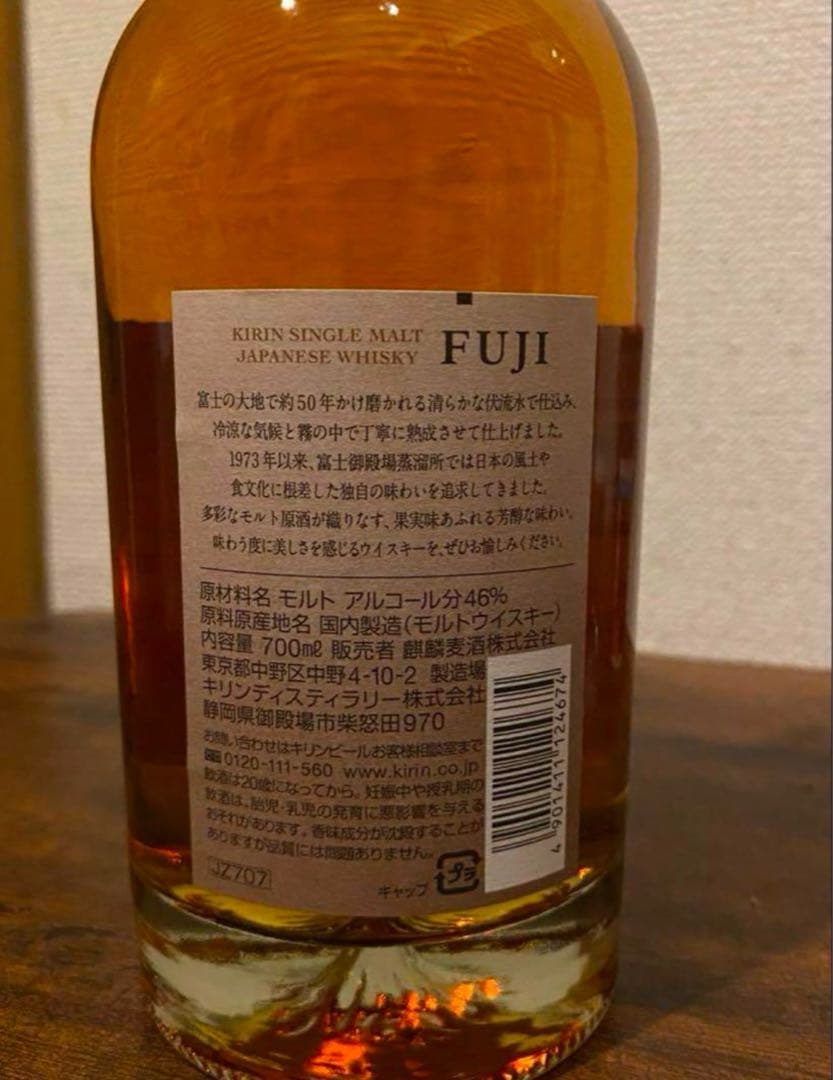 KIRIN SINGLE MALT
JAPANESE WHISKY FUJI
富士の大地で約50年かけ磨かれる清らかな伏流水で仕込み、
冷涼な気候と霧の中で丁寧に熟成させて仕上げました。
1973年以来、富士御殿場蒸溜所では日本の風土や
食文化に根差した独自の味わいを追求してきました。
多彩なモルト原酒が織りなす、果実味あふれる芳醇な味わい。
味わう度に美しさを感じるウイスキーを、ぜひお愉しみください。
原材料名 モルト アルコール分46%
原料原産地名 国内製造(モルトウイスキー)
内容量 700㎖ 販売者 麒麟麦酒株式会社
東京都中野区中野4-10-2 製造場
キリンディスティラリー株式会社
静岡県御殿場市柴怒田970
お問い合わせはキリンビールお客様相談室まで
0120-111-560 www.kirin.co.jp
飲酒は20歳になってから。妊娠中や授乳期の
飲酒は、胎児・乳児の発育に悪影響を与える
おそれがあります。香味成分が沈殿することが
ありますが品質には問題ありません。
JZ707
キャップ プラ
4 901411 124674